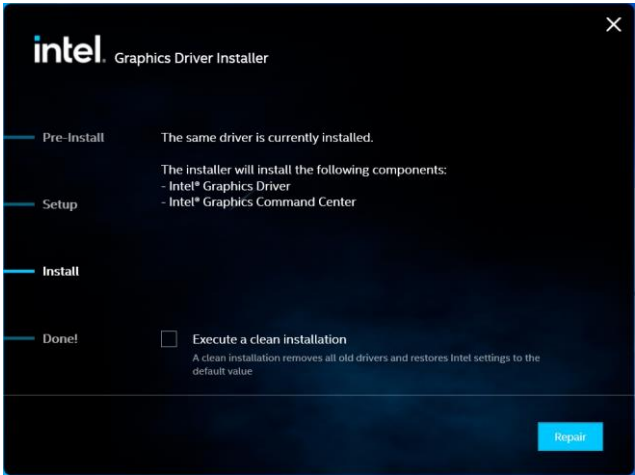 intel. Graphics Driver Installer
Pre-Install
Setup
Install
Done!
The same driver is currently installed.
The installer will install the following components:
- Intel® Graphics Driver
- Intel® Graphics Command Center
Execute a clean installation
A clean installation removes all old drivers and restores Intel settings to the
default value
Repair